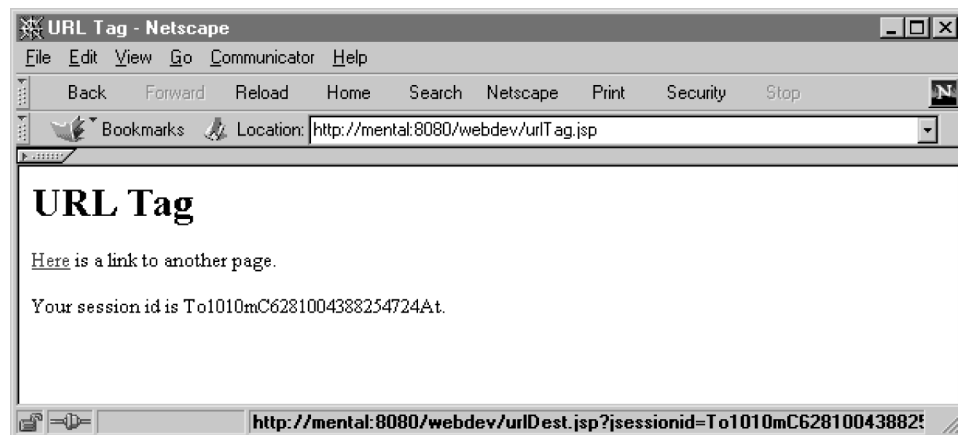 URL Tag - Netscape
File Edit View Go Communicator Help
Back Forward Reload Home Search Netscape Print Security Stop
N
Bookmarks Location: http://mental:8080/webdev/urlTag.jsp
URL Tag
Here is a link to another page.
Your session id is To1010mC6281004388254724At.
http://mental:8080/webdev/urlDest.jsp?jsessionid=To1010mC62810043882